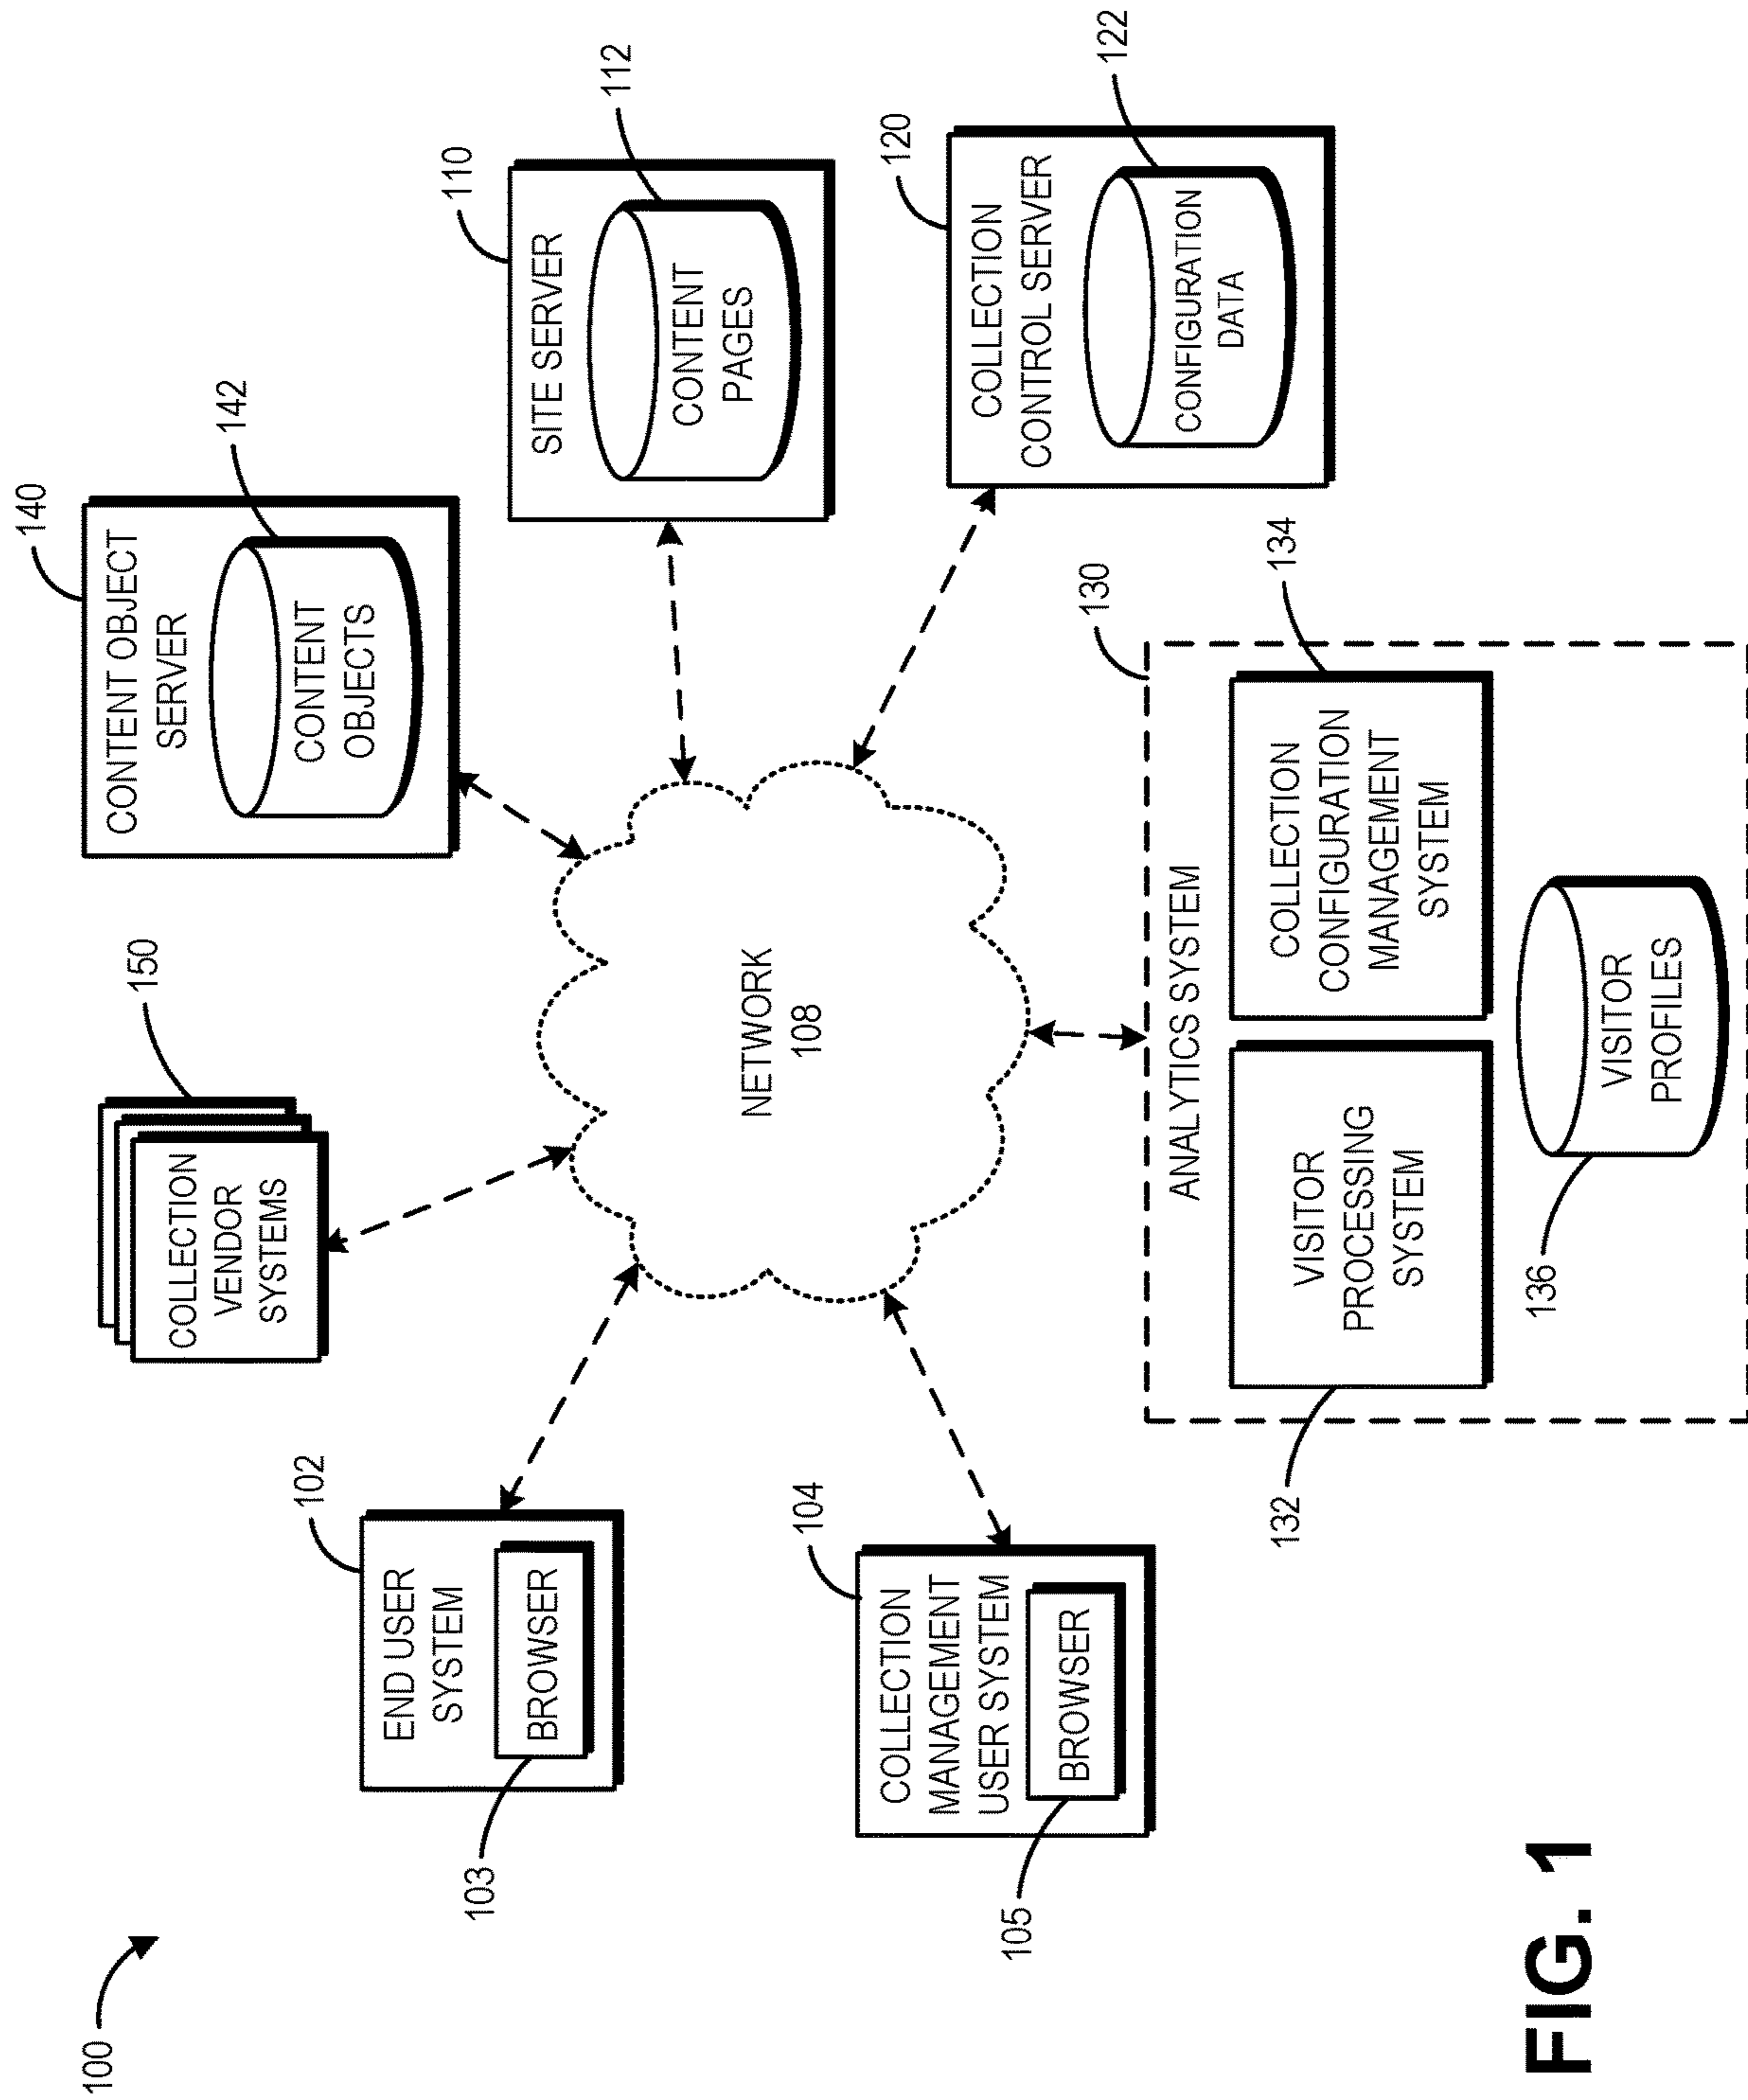 100
150
COLLECTION
VENDOR
SYSTEMS
140
CONTENT OBJECT
SERVER
142
CONTENT
OBJECTS
102
END USER
SYSTEM
103
BROWSER
110
SITE SERVER
112
CONTENT
PAGES
NETWORK
108
104
COLLECTION
MANAGEMENT
USER SYSTEM
105
BROWSER
120
COLLECTION
CONTROL SERVER
122
CONFIGURATION
DATA
130
ANALYTICS SYSTEM
132
VISITOR
PROCESSING
SYSTEM
134
COLLECTION
CONFIGURATION
MANAGEMENT
SYSTEM
136
VISITOR
PROFILES
FIG. 1